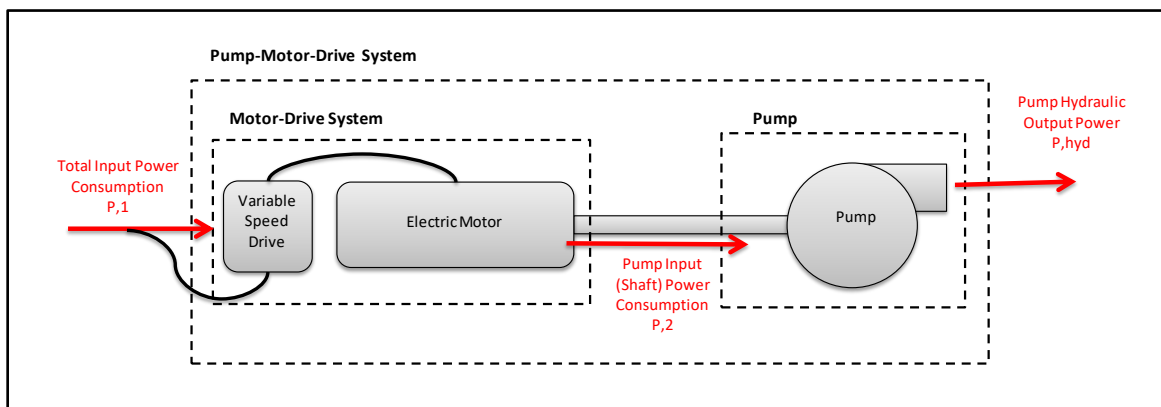 Pump-Motor-Drive System
Motor-Drive System
Pump
Pump Hydraulic
Output Power
P,hyd
Total Input Power
Consumption
P,1
Variable
Speed
Drive
Electric Motor
Pump
Pump Input
(Shaft) Power
Consumption
P,2